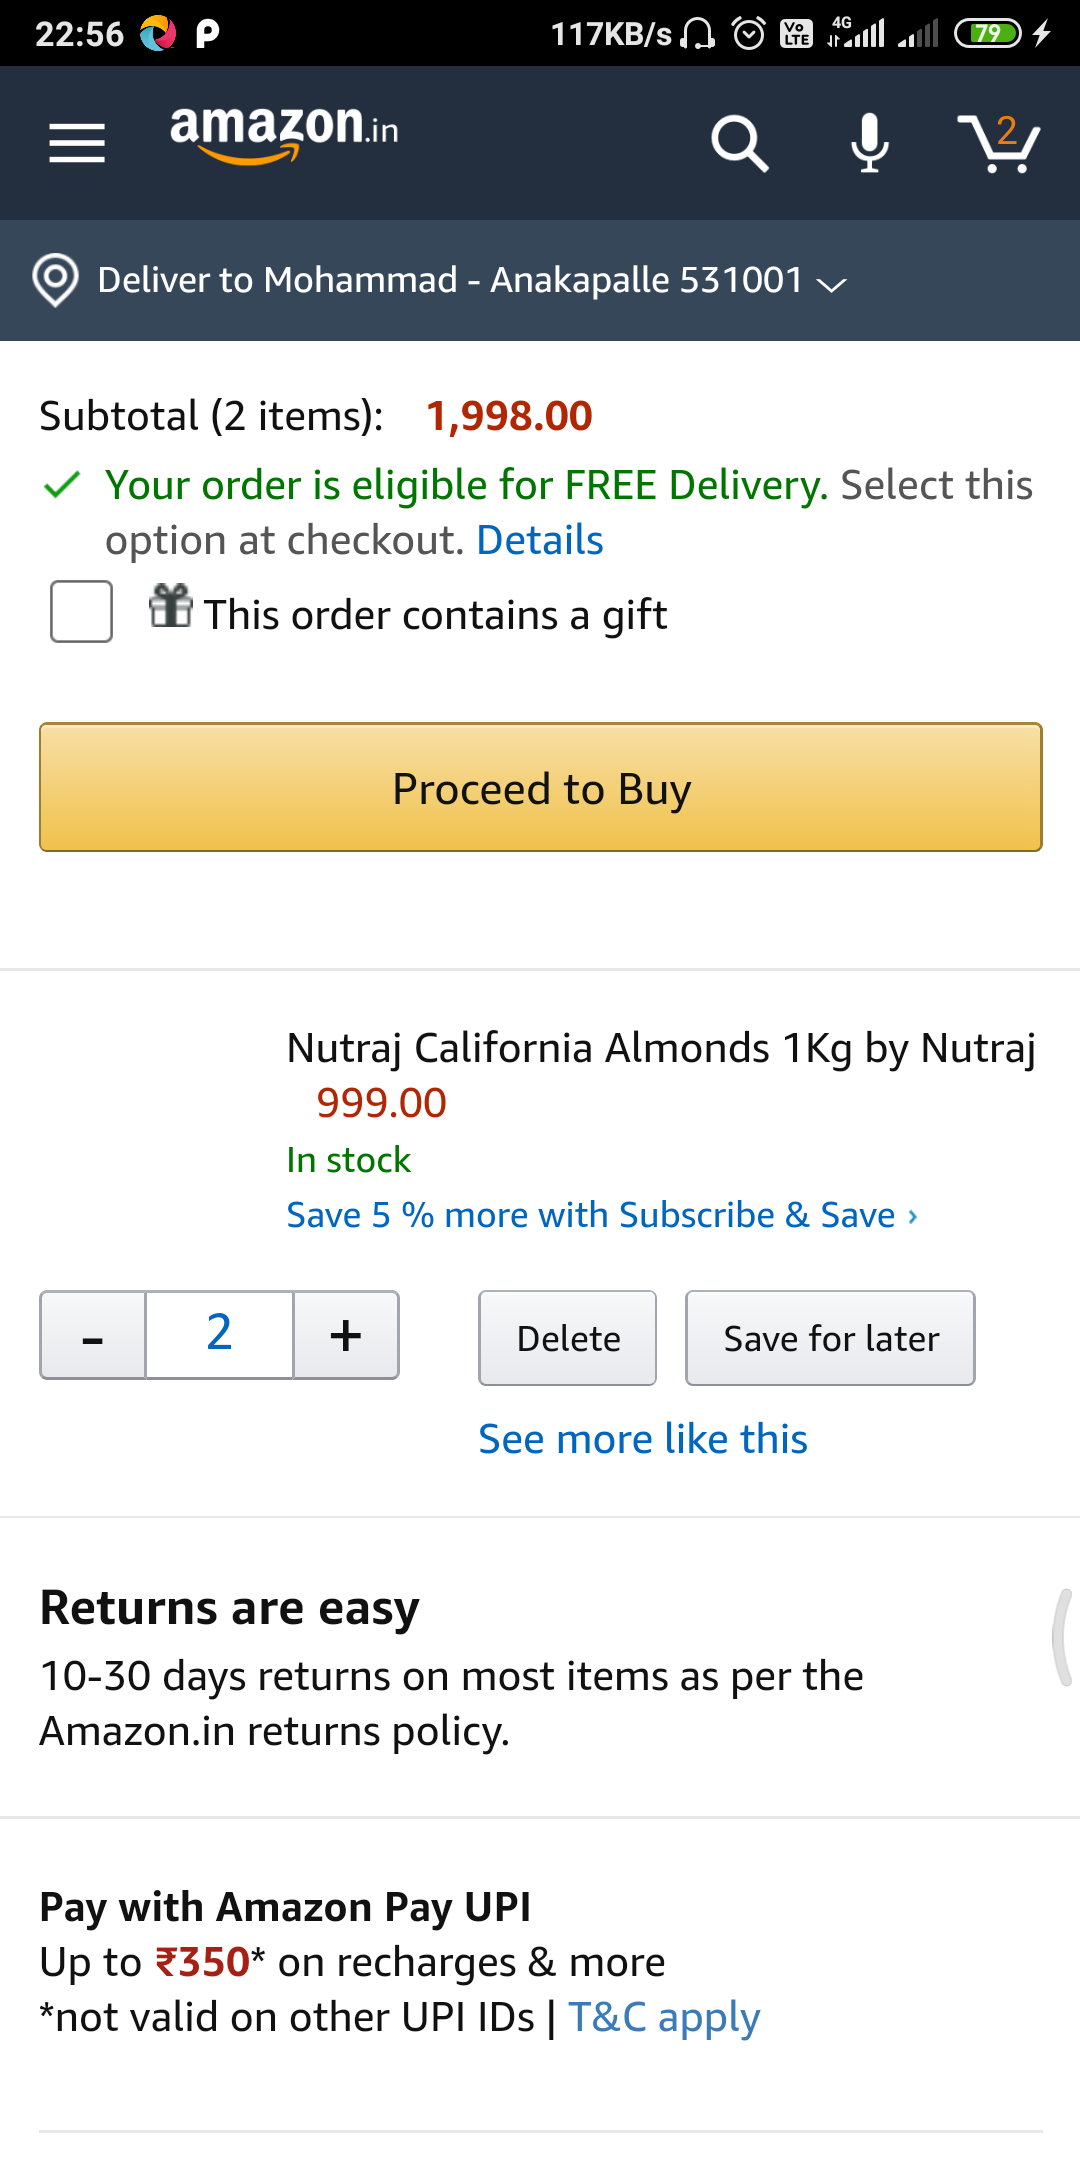 22:56 P 117KB/s Vo LTE 4G 79
amazon.in 2
Deliver to Mohammad - Anakapalle 531001
Subtotal (2 items): 1,998.00
Your order is eligible for FREE Delivery. Select this
option at checkout. Details
This order contains a gift
Proceed to Buy
Nutraj California Almonds 1Kg by Nutraj
999.00
In stock
Save 5 % more with Subscribe & Save ›
- 2 + Delete Save for later
See more like this
Returns are easy
10-30 days returns on most items as per the
Amazon.in returns policy.
Pay with Amazon Pay UPI
Up to ₹350* on recharges & more
*not valid on other UPI IDs | T&C apply